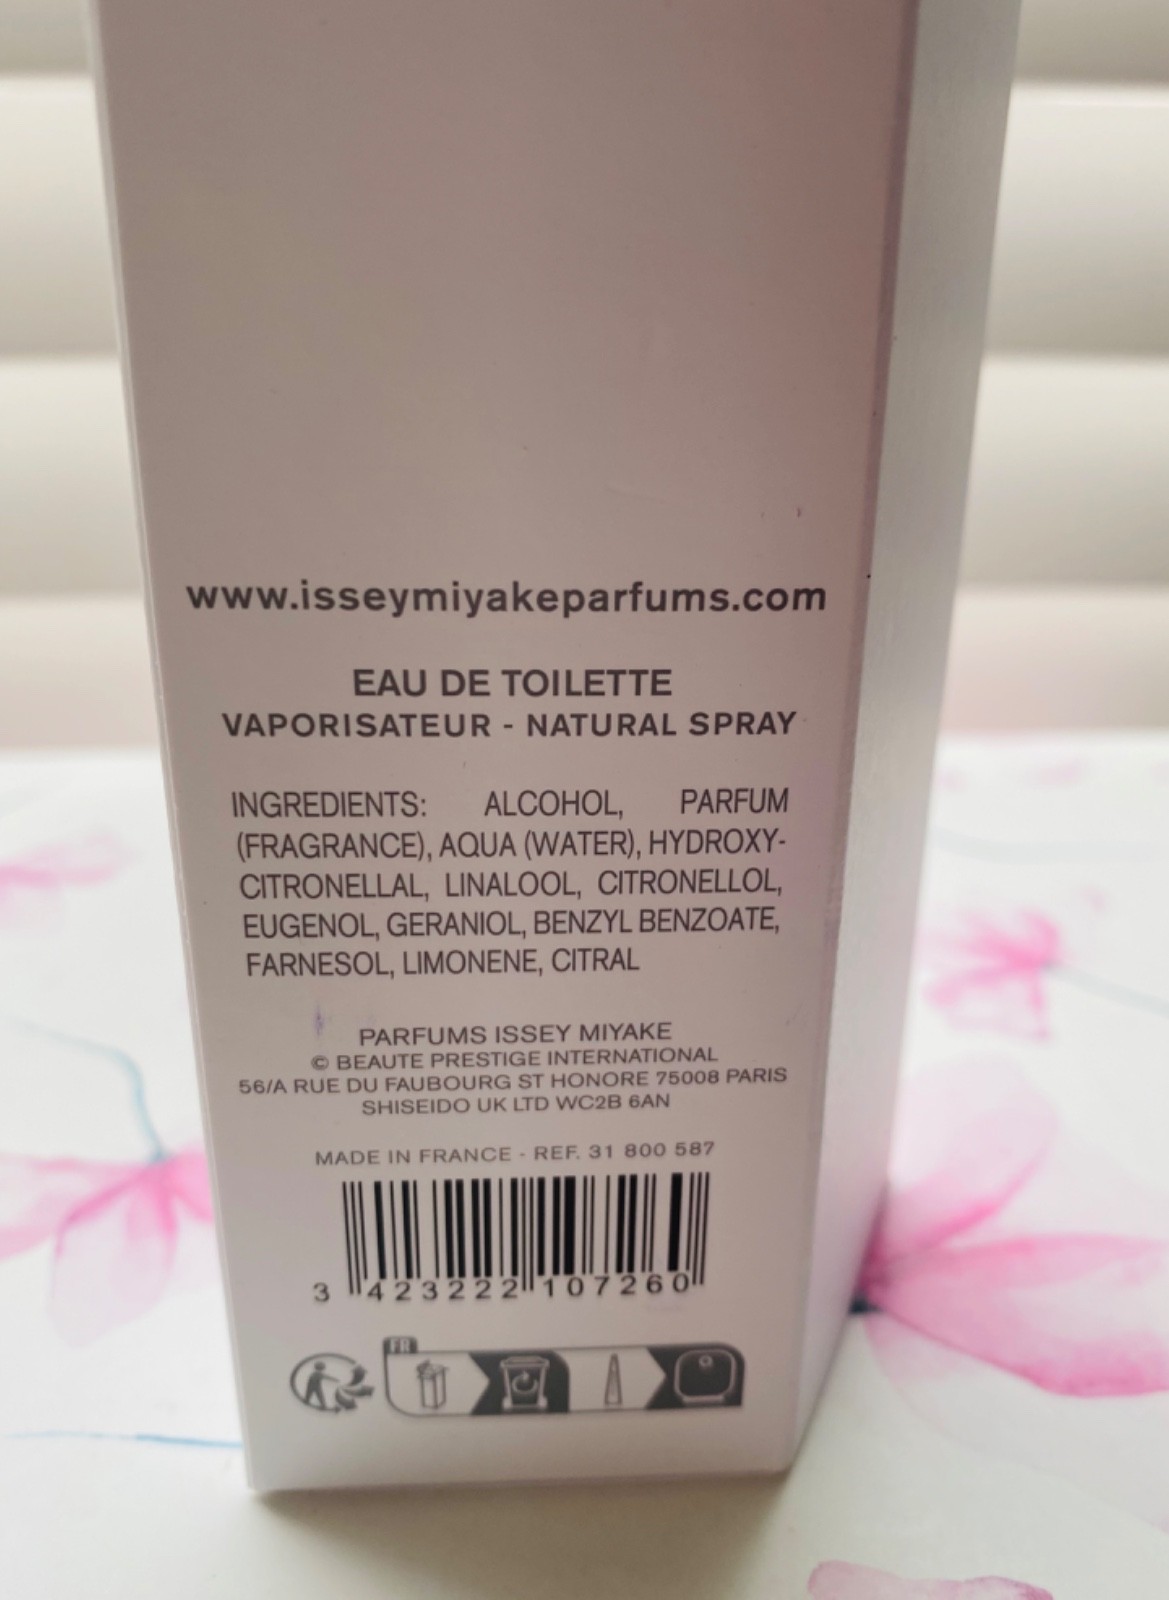 www.isseymiyakeparfums.com
EAU DE TOILETTE
VAPORISATEUR - NATURAL SPRAY
INGREDIENTS: ALCOHOL, PARFUM
(FRAGRANCE), AQUA (WATER), HYDROXY-
CITRONELLAL, LINALOOL, CITRONELLOL,
EUGENOL, GERANIOL, BENZYL BENZOATE,
FARNESOL, LIMONENE, CITRAL
PARFUMS ISSEY MIYAKE
© BEAUTE PRESTIGE INTERNATIONAL
56/A RUE DU FAUBOURG ST HONORE 75008 PARIS
SHISEIDO UK LTD WC2B 6AN
MADE IN FRANCE - REF. 31 800 587
3 423222 107260
FR